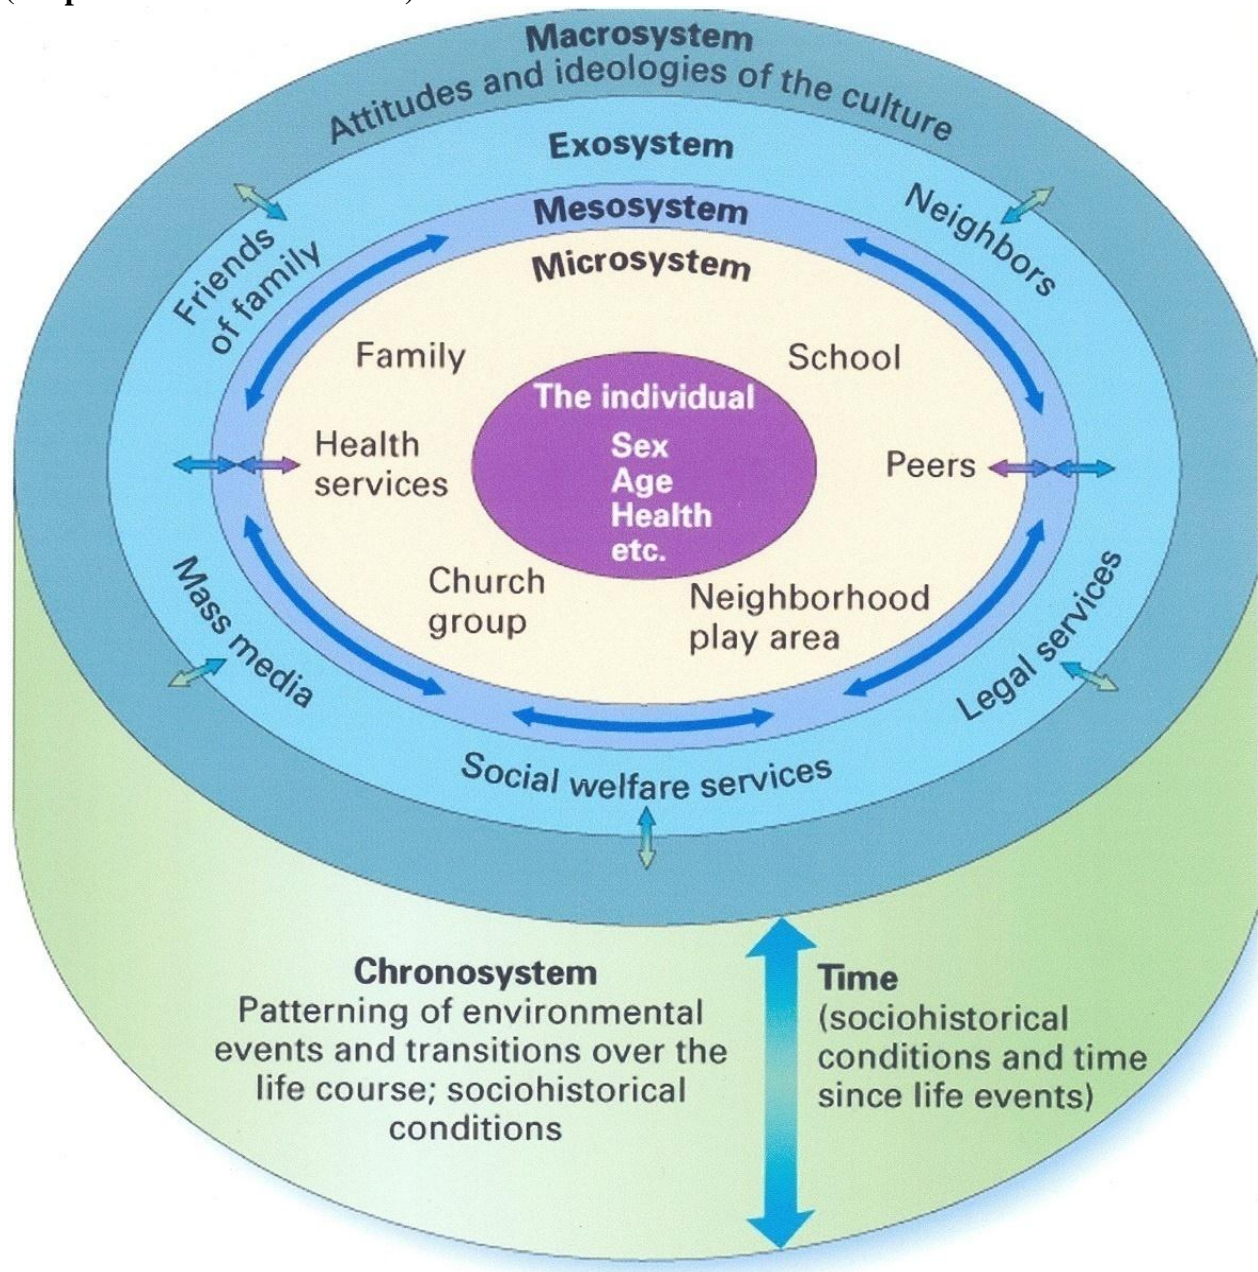 Macrosystem
Attitudes and ideologies of the culture
Exosystem
Mesosystem
Microsystem
Friends
of family
Neighbors
Family
School
The individual
Sex
Age
Health
etc.
Health
services
Peers
Church
group
Neighborhood
play area
Mass media
Legal services
Social welfare services
Chronosystem
Patterning of environmental
events and transitions over the
life course; sociohistorical
conditions
Time
(sociohistorical
conditions and time
since life events)